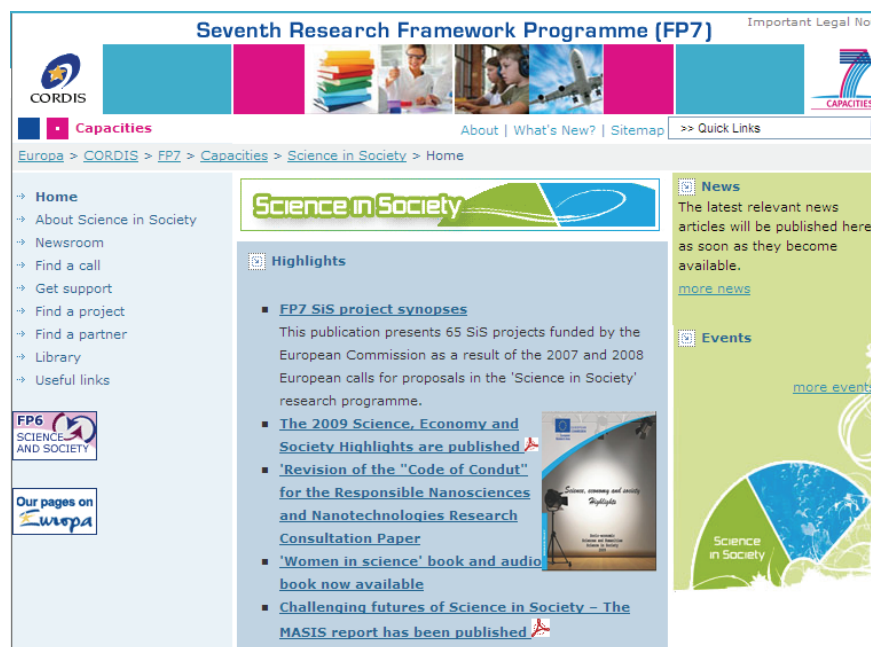 Seventh Research Framework Programme (FP7)
Important Legal No
CORDIS
7
CAPACITIES
Capacities
About | What's New? | Sitemap
>> Quick Links
Europa > CORDIS > FP7 > Capacities > Science in Society > Home
Home
About Science in Society
Newsroom
Find a call
Get support
Find a project
Find a partner
Library
Useful links
FP6
SCIENCE
AND SOCIETY
Our pages on
Europa
Science in Society
Highlights
FP7 SiS project synopses
This publication presents 65 SiS projects funded by the
European Commission as a result of the 2007 and 2008
European calls for proposals in the 'Science in Society'
research programme.
The 2009 Science, Economy and
Society Highlights are published
'Revision of the "Code of Condut"
for the Responsible Nanosciences
and Nanotechnologies Research
Consultation Paper
'Women in science' book and audio
book now available
Challenging futures of Science in Society – The
MASIS report has been published
Science, economy and society
Highlights
News
The latest relevant news
articles will be published here
as soon as they become
available.
more news
Events
more events
Science
in Society